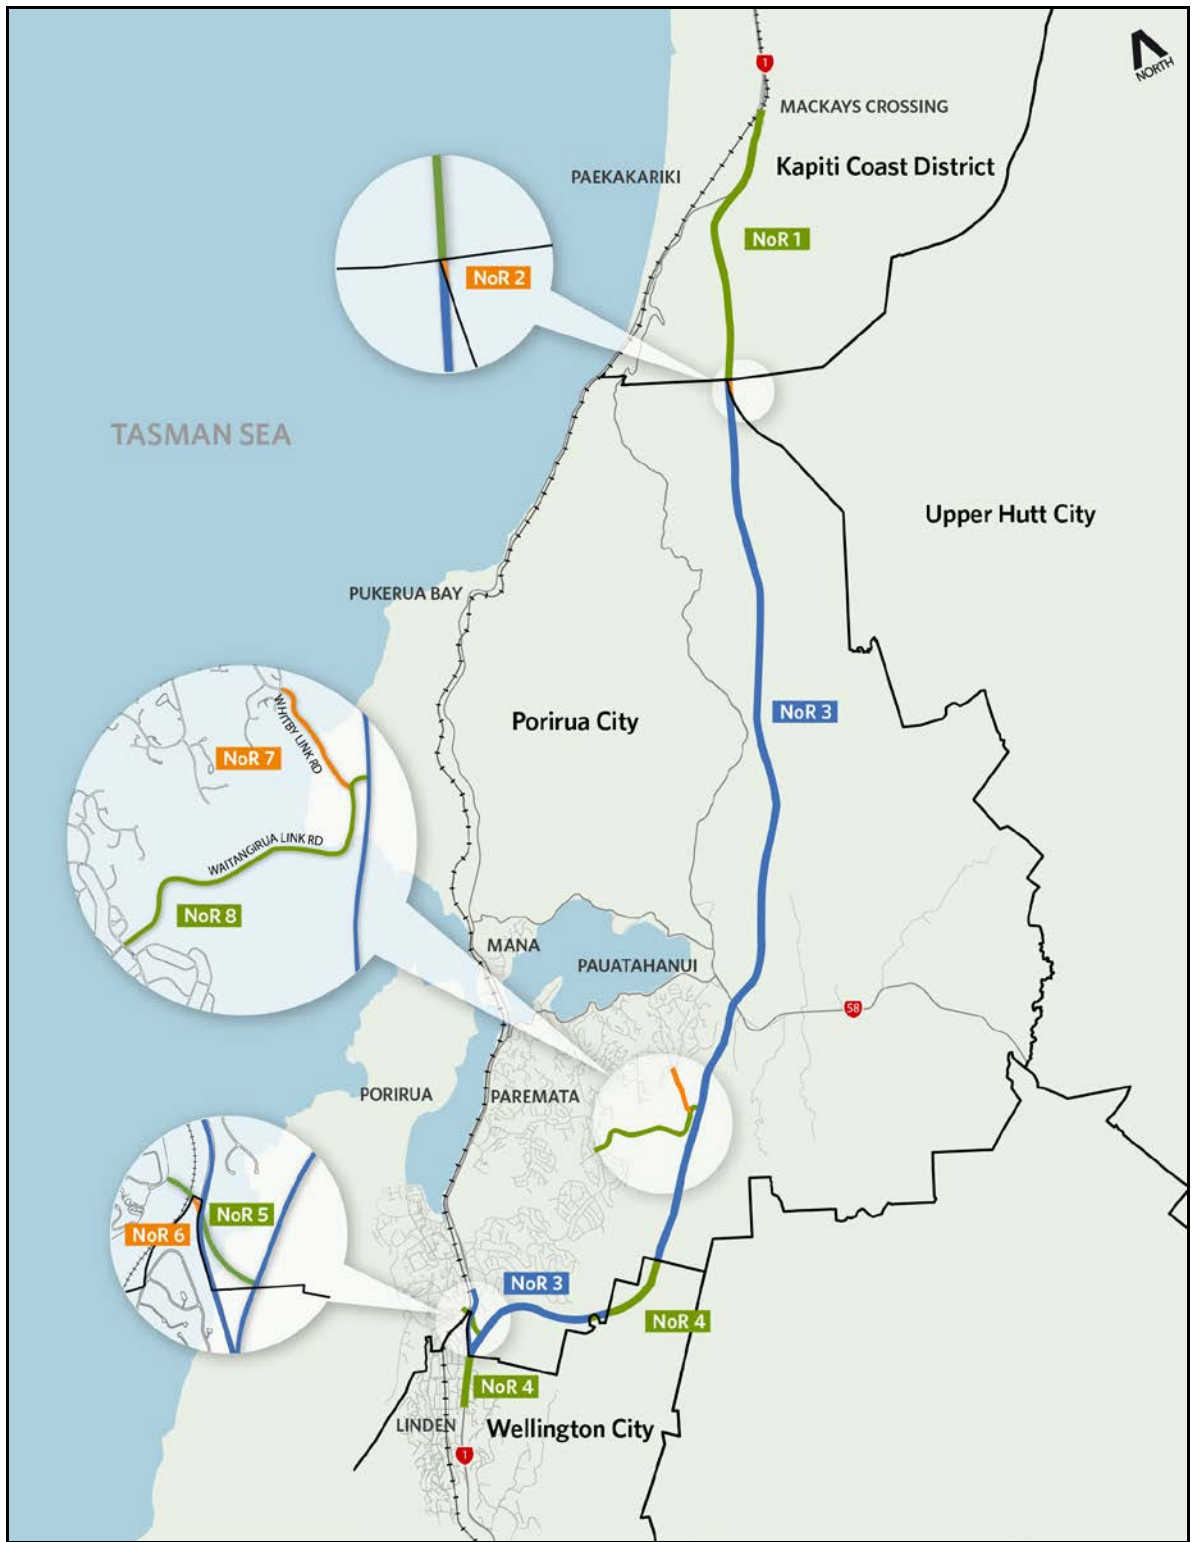 1
NORTH
MACKAYS CROSSING
Kapiti Coast District
PAEKAKARIKI
NoR 1
NoR 2
TASMAN SEA
Upper Hutt City
PUKERUA BAY
WHITBY LINK RD
NoR 3
Porirua City
NoR 7
WAITANGIRUA LINK RD
NoR 8
MANA
PAUATAHANUI
58
PORIRUA
PAREMATA
NoR 5
NoR 6
NoR 3
NoR 4
NoR 4
LINDEN
Wellington City
1